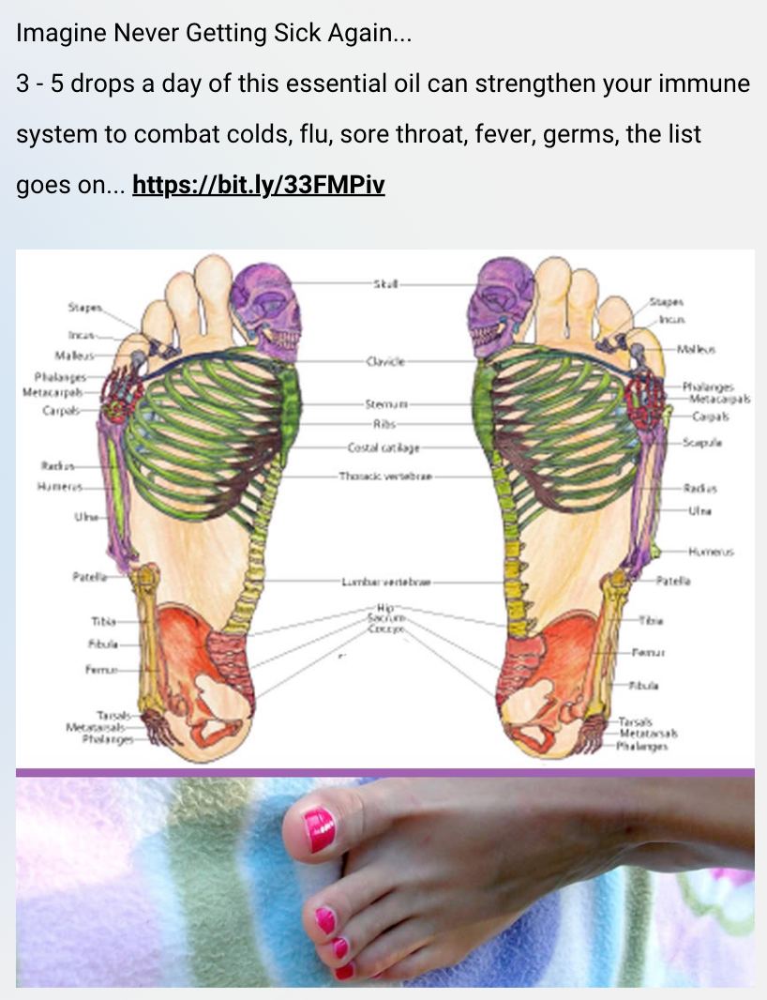 Imagine Never Getting Sick Again...
3 - 5 drops a day of this essential oil can strengthen your immune
system to combat colds, flu, sore throat, fever, germs, the list
goes on... https://bit.ly/33FMPiv
Skull
Stapes
Incus
Malleus
Phalanges
Metacarpals
Carpals
Radius
Humerus
Ulna
Patella
Tibia
Fibula
Femur
Tarsals
Metatarsals
Phalanges
Clavicle
Sternum
Ribs
Costal catilage
Thoracic vertebrae
Lumbar vertebrae
Hip
Sacrum
Coccyx
Stapes
Incus
Malleus
Phalanges
Metacarpals
Carpals
Scapula
Radius
Ulna
Humerus
Patella
Tibia
Femur
Fibula
Tarsals
Metatarsals
Phalanges